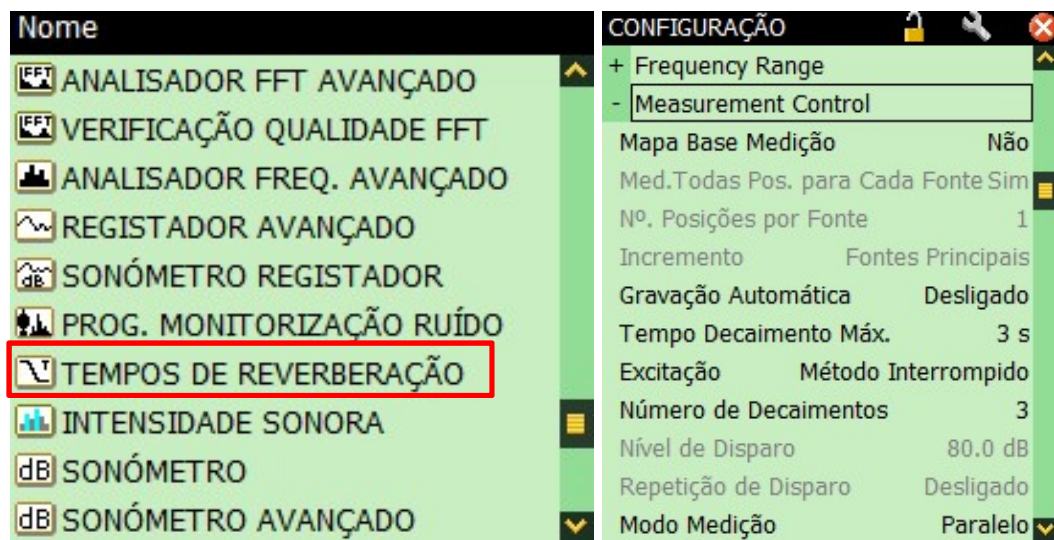 Nome
ANALISADOR FFT AVANÇADO
VERIFICAÇÃO QUALIDADE FFT
ANALISADOR FREQ. AVANÇADO
REGISTADOR AVANÇADO
dB SONÓMETRO REGISTADOR
PROG. MONITORIZAÇÃO RUÍDO
TEMPOS DE REVERBERAÇÃO
INTENSIDADE SONORA
dB SONÓMETRO
dB SONÓMETRO AVANÇADO
CONFIGURAÇÃO
+ Frequency Range
- Measurement Control
Mapa Base Medição Não
Med.Todas Pos. para Cada Fonte Sim
Nº. Posições por Fonte 1
Incremento Fontes Principais
Gravação Automática Desligado
Tempo Decaimento Máx. 3 s
Excitação Método Interrompido
Número de Decaimentos 3
Nível de Disparo 80.0 dB
Repetição de Disparo Desligado
Modo Medição Paralelo